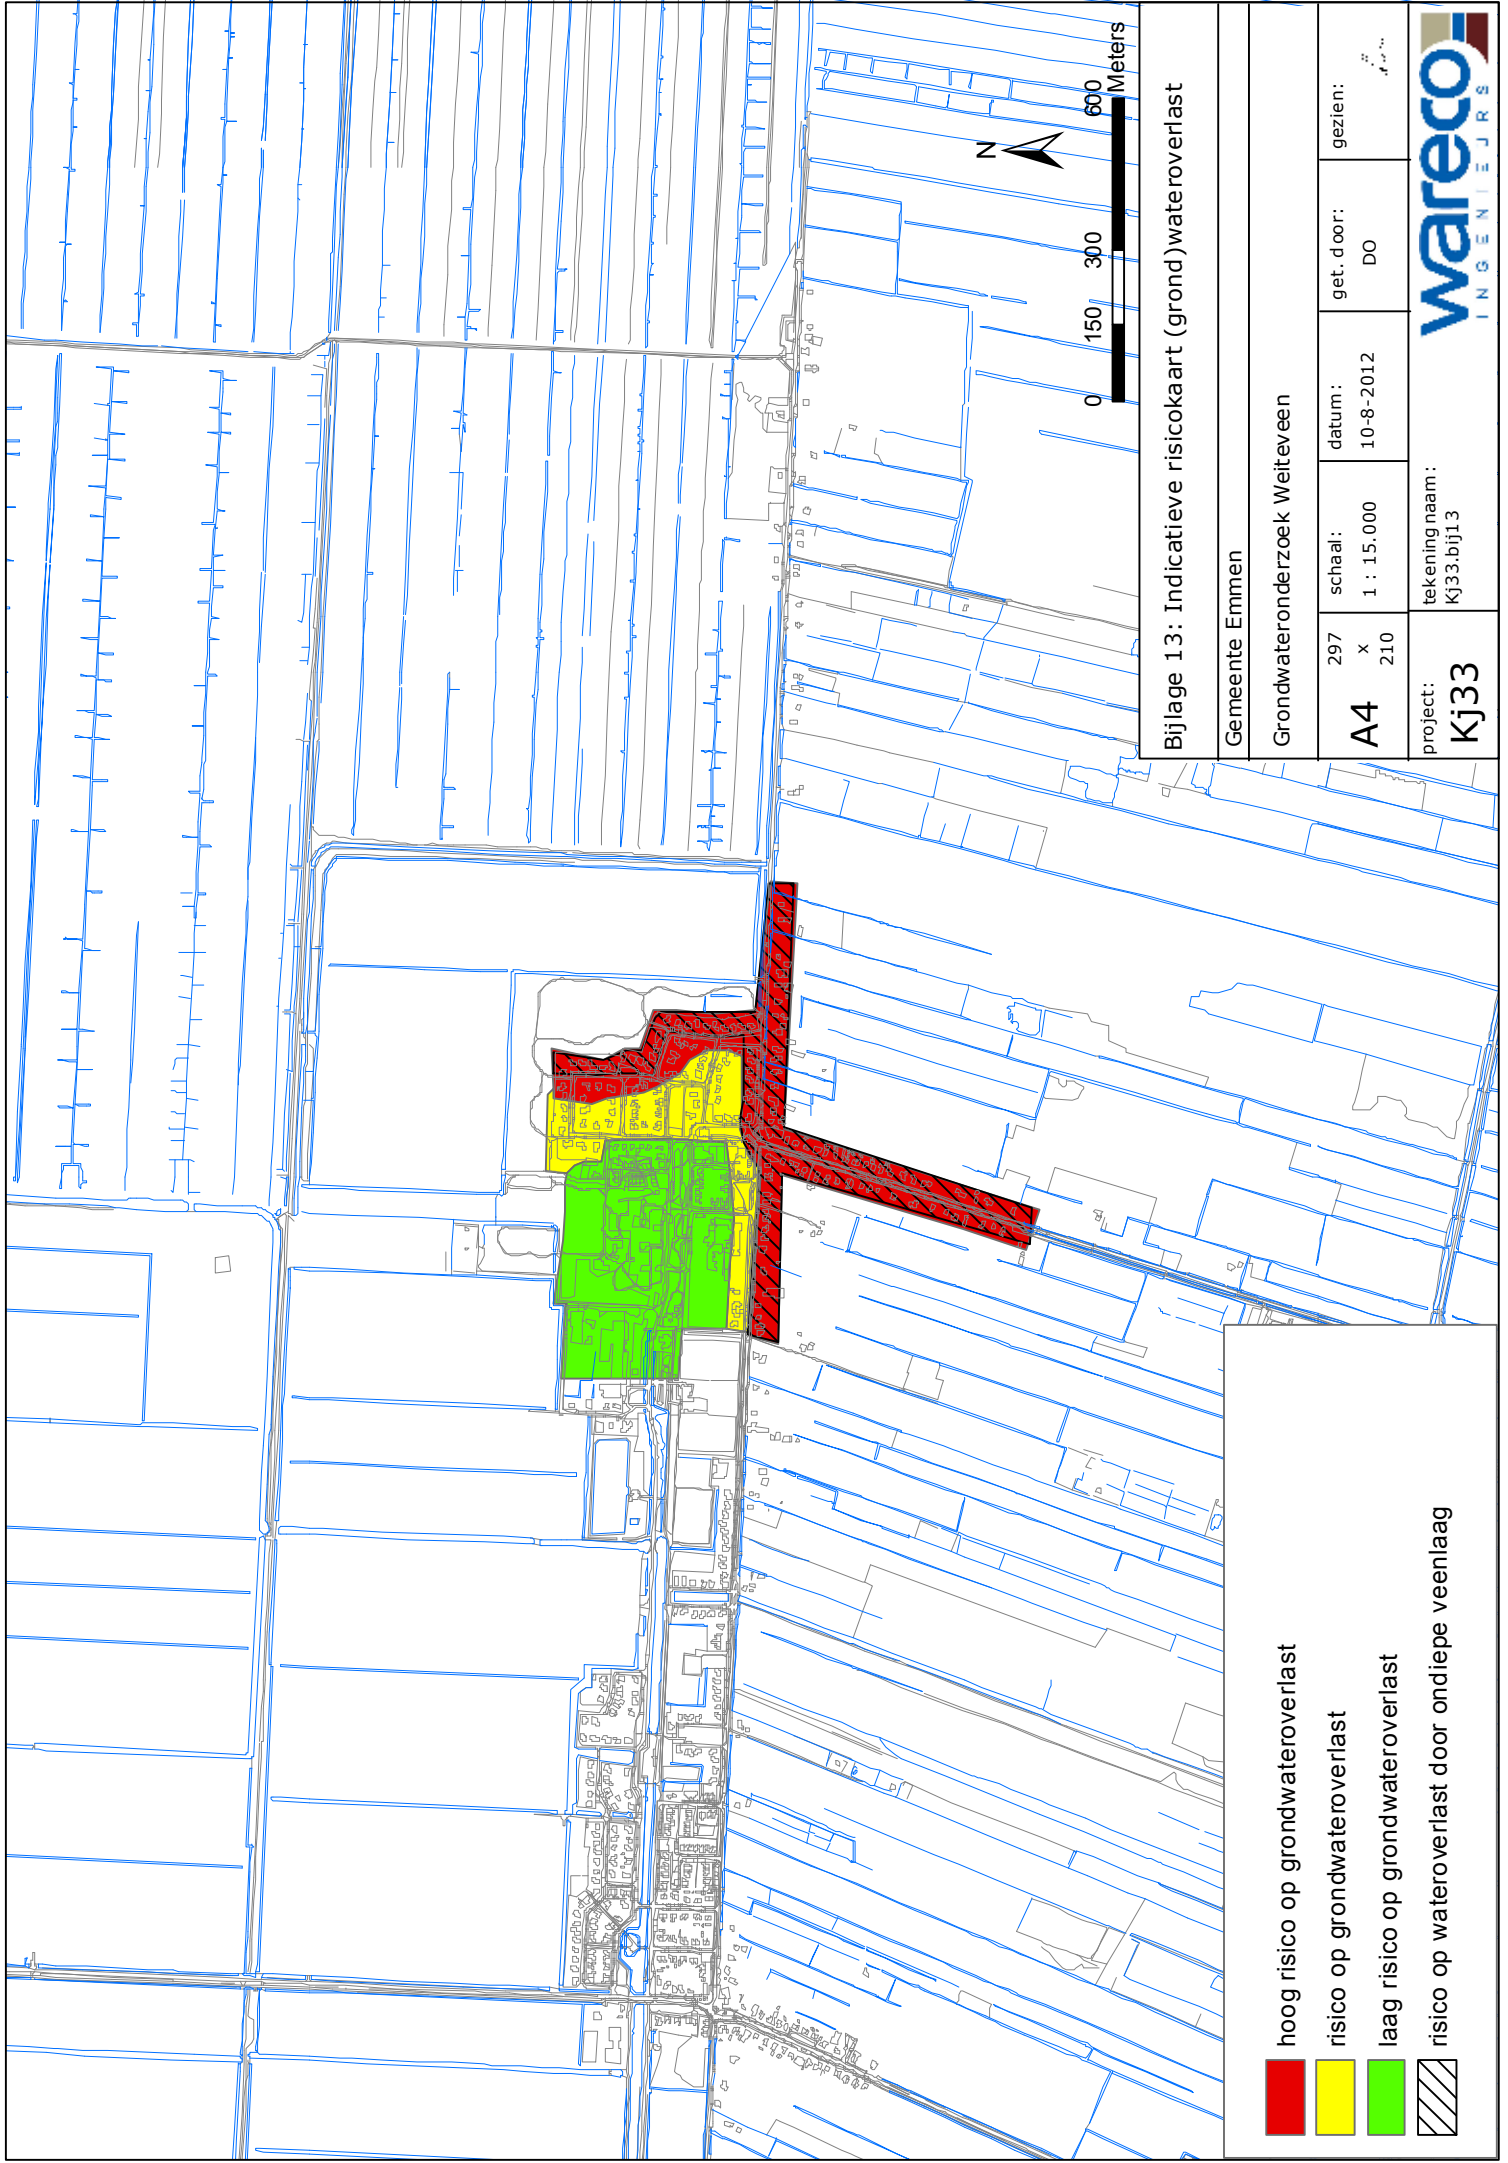 N
0 150 300 600
Meters
Bijlage 13: Indicatieve risicokaart (grond)wateroverlast
Gemeente Emmen
Grondwateronderzoek Weiteveen
A4
297
x
210
schaal:
1 : 15.000
datum:
10-8-2012
get. door:
DO
gezien:
project:
Kj33
tekeningnaam:
Kj33.bij13
wareco
INGENIEURS
hoog risico op grondwateroverlast
risico op grondwateroverlast
laag risico op grondwateroverlast
risico op wateroverlast door ondiepe veenlaag